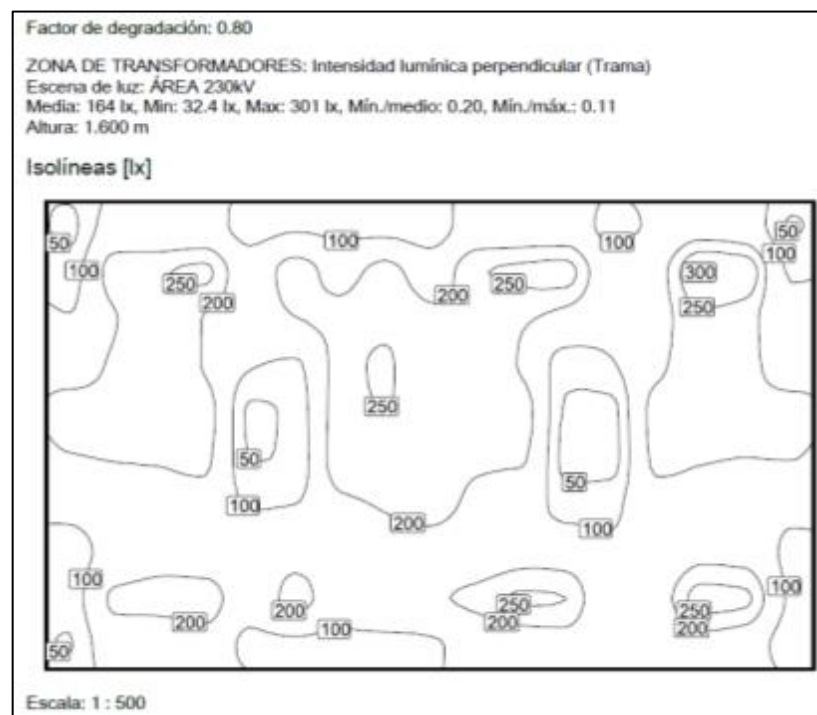 Factor de degradación: 0.80
ZONA DE TRANSFORMADORES: Intensidad lumínica perpendicular (Trama)
Escena de luz: ÁREA 230kV
Media: 164 lx, Min: 32.4 lx, Max: 301 lx, Mín./medio: 0.20, Mín./máx.: 0.11
Altura: 1.600 m
Isolíneas [lx]
50 100 100 50
100 100
250 200 200 250 300 250
250
50 50
100 200 100
100 100
200 200 250 200 250 200
50 100
Escala: 1 : 500